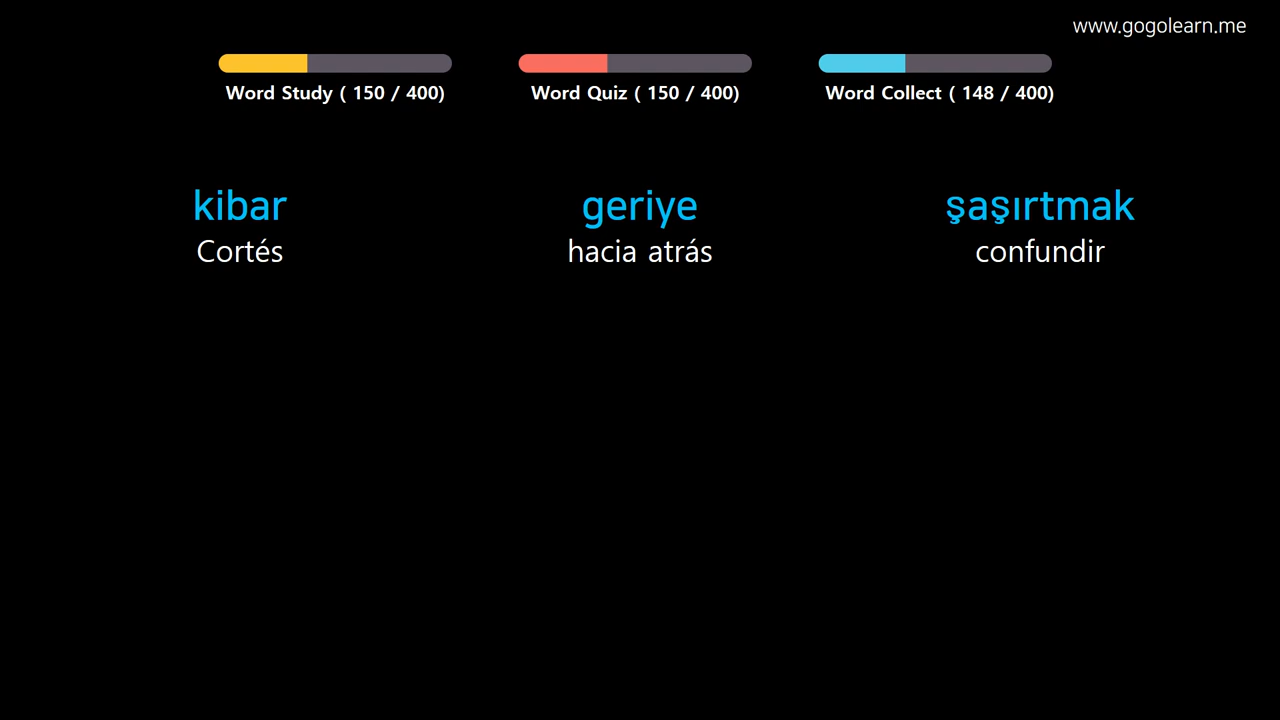 www.gogolearn.me
Word Study ( 150 / 400)
Word Quiz ( 150 / 400)
Word Collect ( 148 / 400)
kibar
Cortés
geriye
hacia atrás
şaşırtmak
confundir